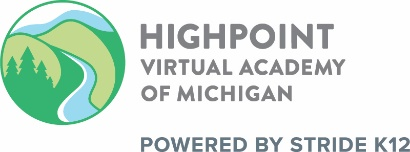 HIGHPOINT
VIRTUAL ACADEMY
OF MICHIGAN
POWERED BY STRIDE K12